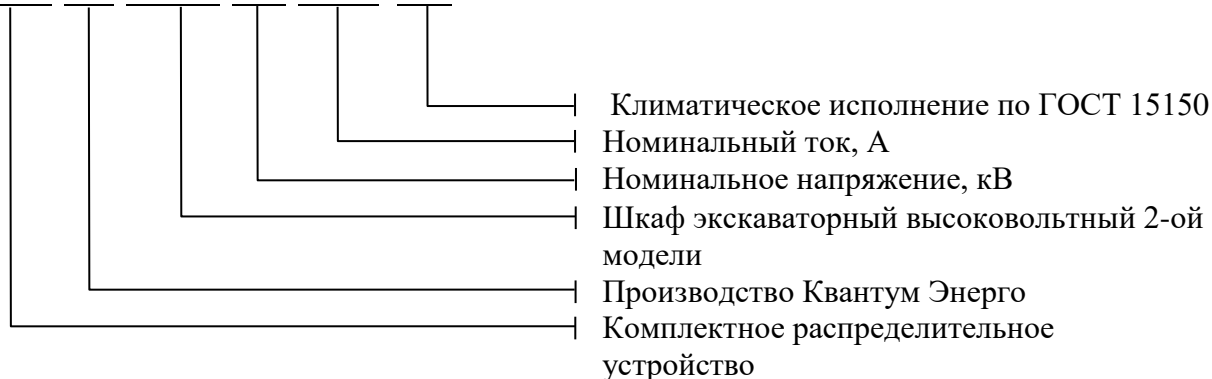 Климатическое исполнение по ГОСТ 15150
Номинальный ток, А
Номинальное напряжение, кВ
Шкаф экскаваторный высоковольтный 2-ой
модели
Производство Квантум Энерго
Комплектное распределительное
устройство